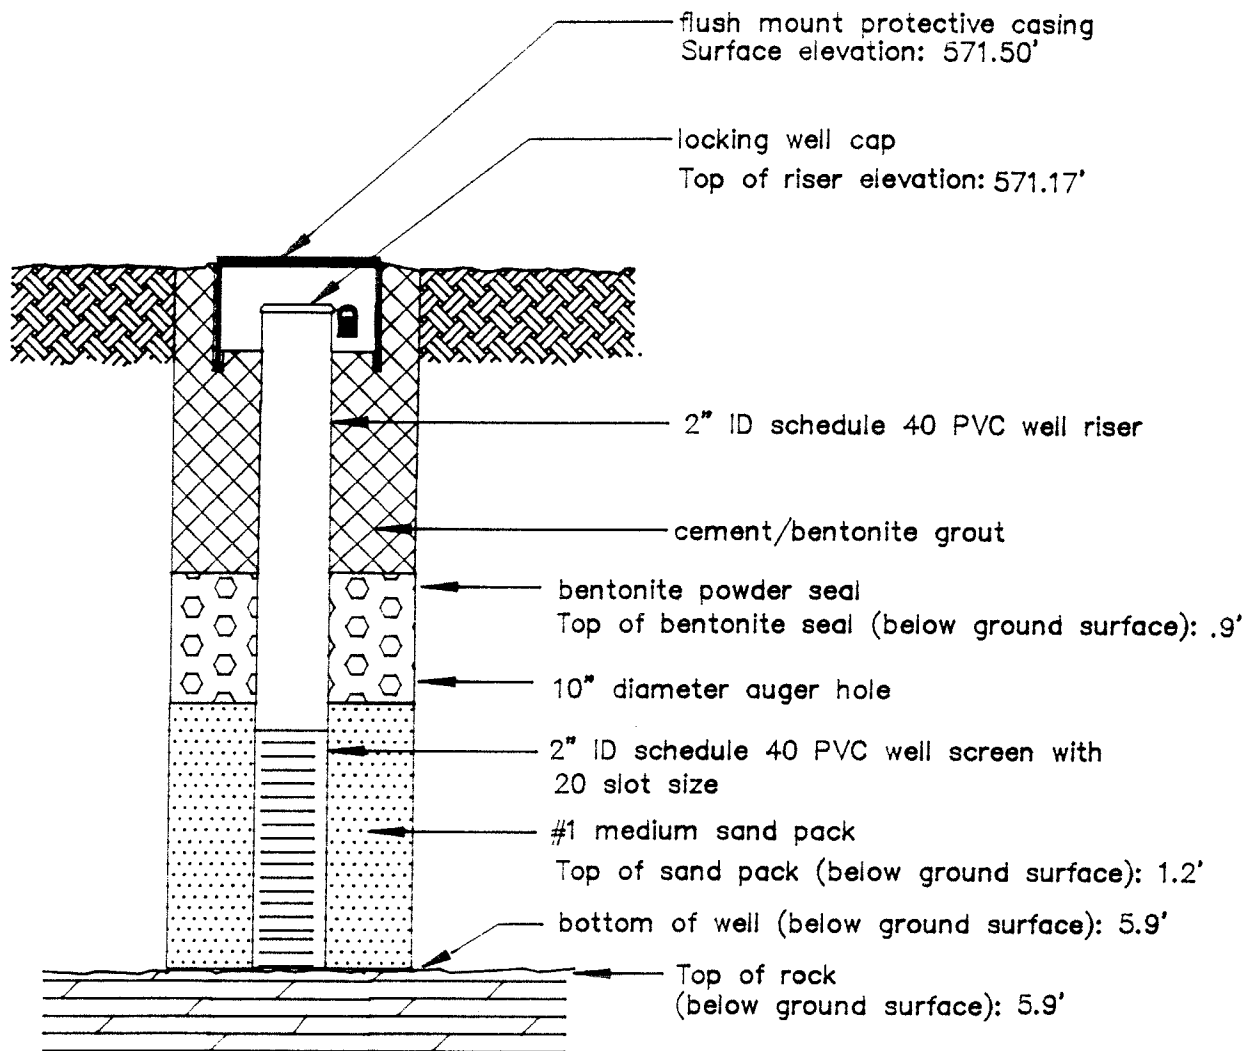 flush mount protective casing
Surface elevation: 571.50'
locking well cap
Top of riser elevation: 571.17'
2" ID schedule 40 PVC well riser
cement/bentonite grout
bentonite powder seal
Top of bentonite seal (below ground surface): .9'
10" diameter auger hole
2" ID schedule 40 PVC well screen with
20 slot size
#1 medium sand pack
Top of sand pack (below ground surface): 1.2'
bottom of well (below ground surface): 5.9'
Top of rock
(below ground surface): 5.9'